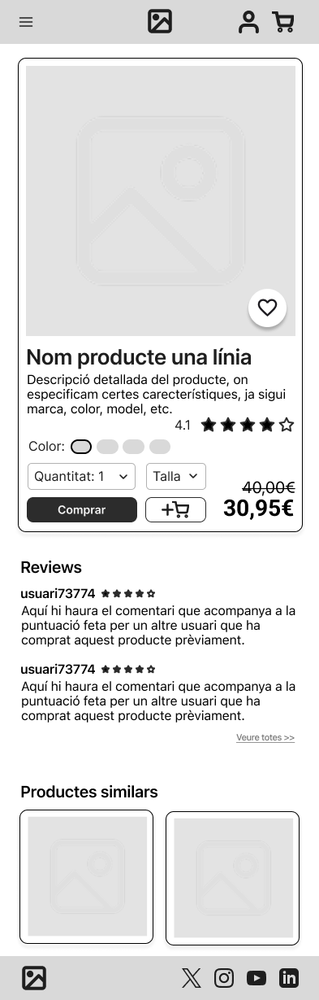 Nom producte una línia
Descripció detallada del producte, on
especificam certes carecterístiques, ja sigui
marca, color, model, etc.
4.1
Color:
Quantitat: 1
Talla
40,00€
Comprar
30,95€
Reviews
usuari73774
Aquí hi haura el comentari que acompanya a la
puntuació feta per un altre usuari que ha
comprat aquest producte prèviament.
usuari73774
Aquí hi haura el comentari que acompanya a la
puntuació feta per un altre usuari que ha
comprat aquest producte prèviament.
Veure totes >>
Productes similars